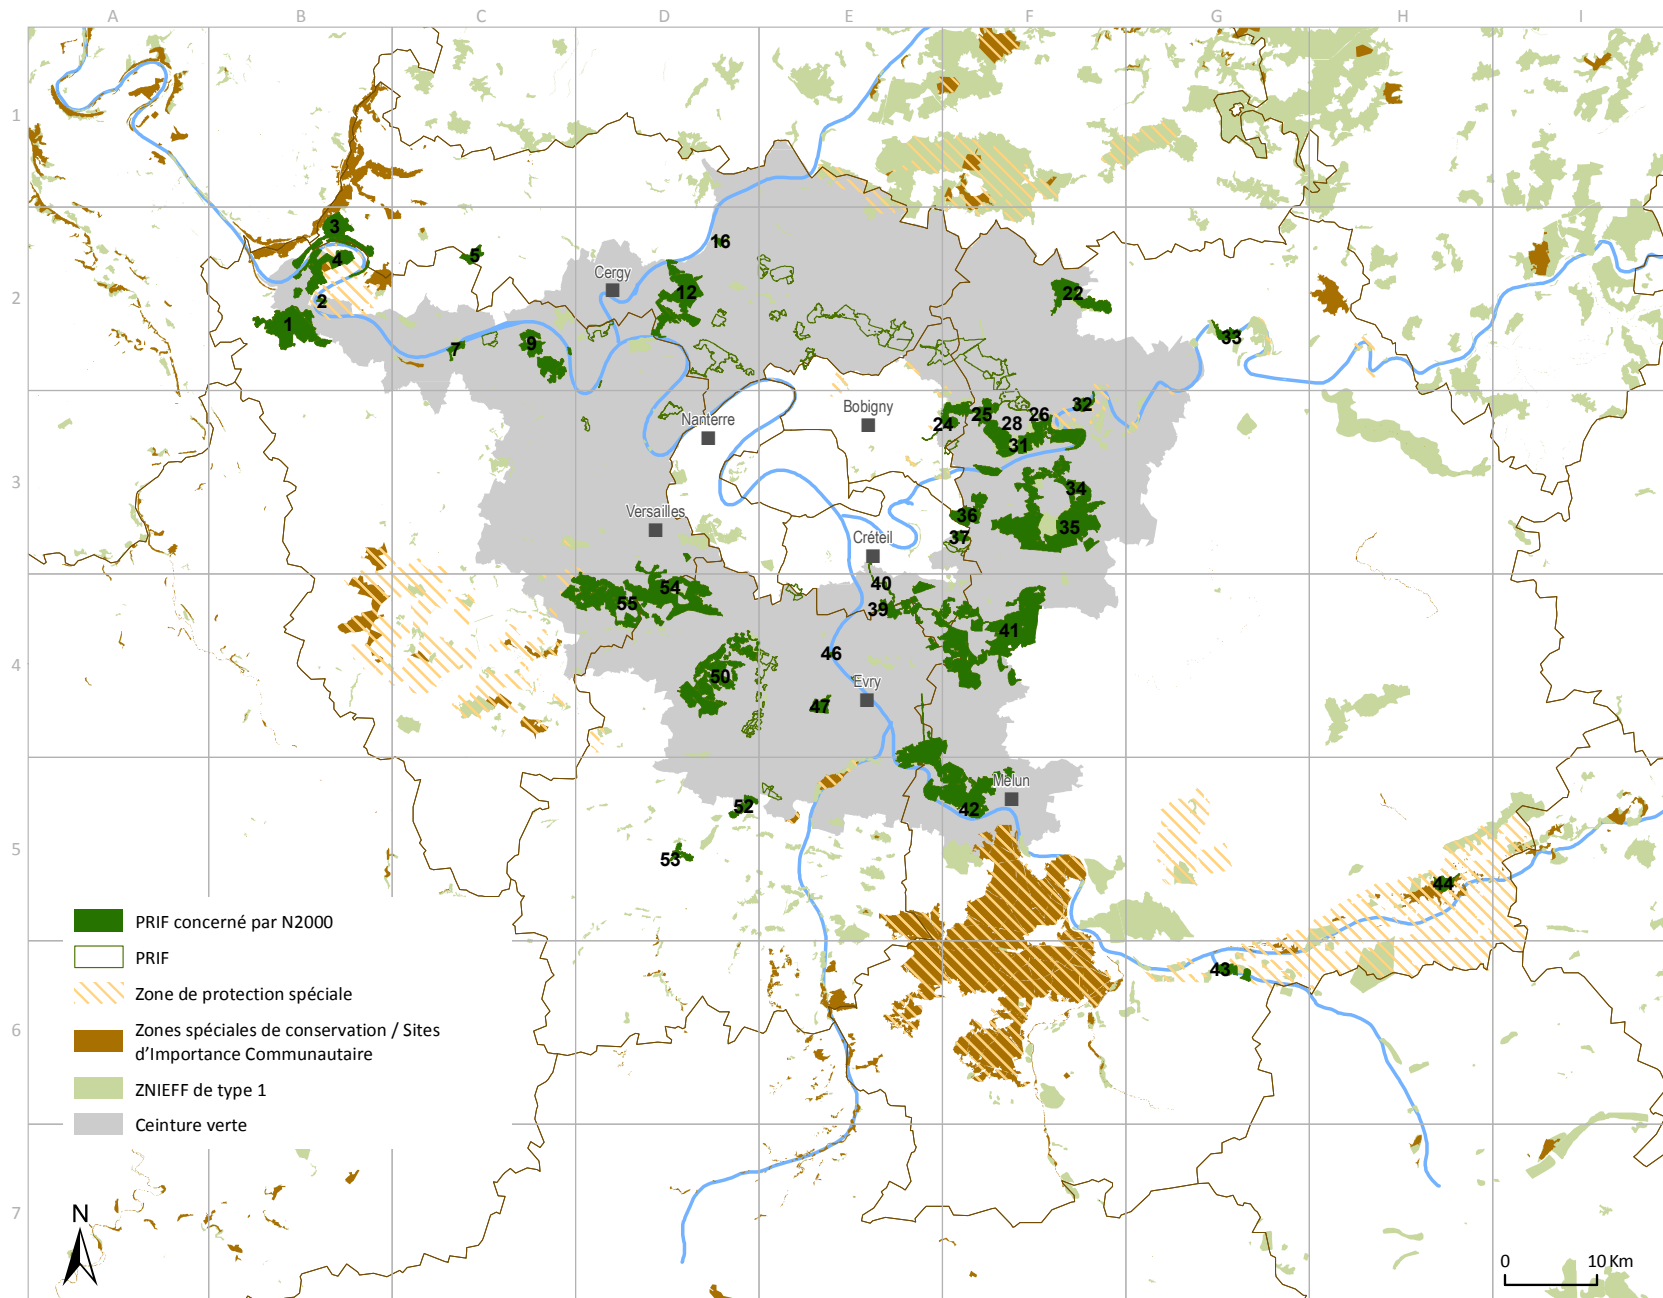 A B C D E F G H I
1
3
16
4
5
Cergy
2
2
12
22
1
7
9
33
32
Bobigny
25
26
Nanterre
24
28
31
3
34
Versailles
36
35
37
Créteil
40
54
55
39
41
46
4
50
Evry
47
Melun
52
42
5
53
44
PRIF concerné par N2000
PRIF
43
Zone de protection spéciale
6
Zones spéciales de conservation / Sites
d'Importance Communautaire
ZNIEFF de type 1
Ceinture verte
7
N
0 10 Km